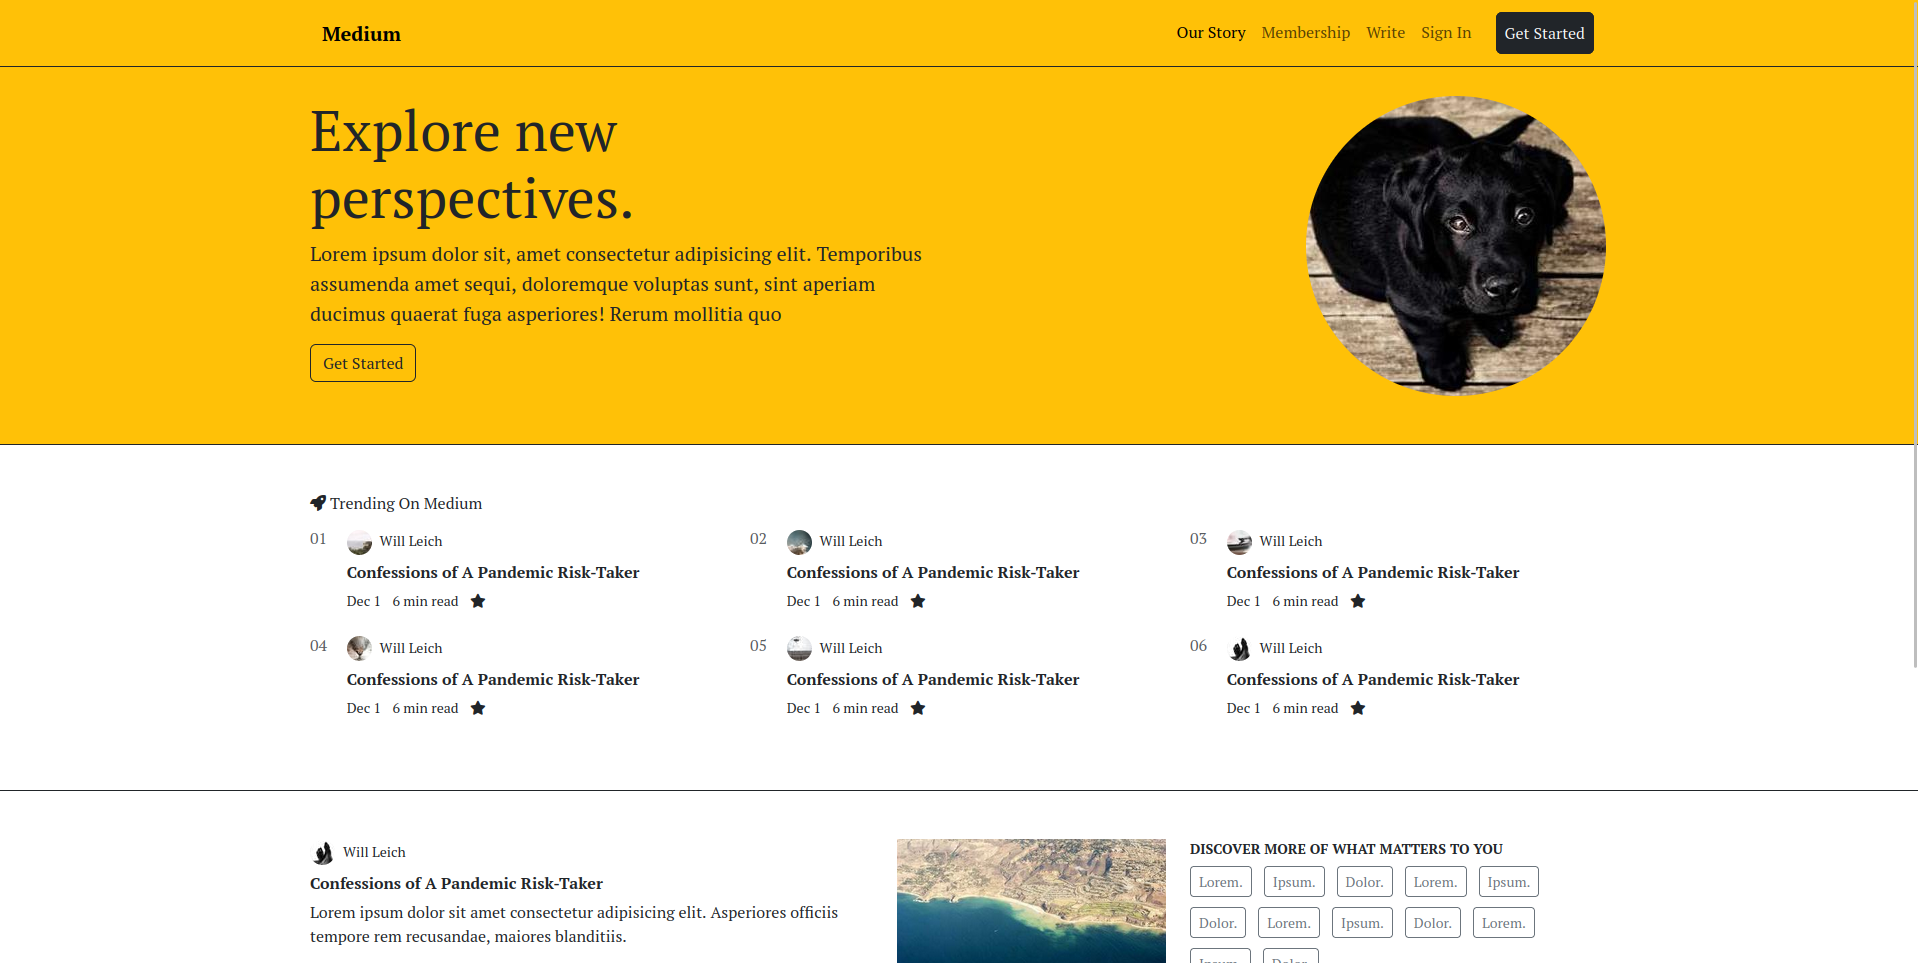 Medium
Our Story Membership Write Sign In Get Started
Explore new
perspectives.
Lorem ipsum dolor sit, amet consectetur adipisicing elit. Temporibus
assumenda amet sequi, doloremque voluptas sunt, sint aperiam
ducimus quaerat fuga asperiores! Rerum mollitia quo
Get Started
Trending On Medium
01 Will Leich
Confessions of A Pandemic Risk-Taker
Dec 1 6 min read
02 Will Leich
Confessions of A Pandemic Risk-Taker
Dec 1 6 min read
03 Will Leich
Confessions of A Pandemic Risk-Taker
Dec 1 6 min read
04 Will Leich
Confessions of A Pandemic Risk-Taker
Dec 1 6 min read
05 Will Leich
Confessions of A Pandemic Risk-Taker
Dec 1 6 min read
06 Will Leich
Confessions of A Pandemic Risk-Taker
Dec 1 6 min read
Will Leich
Confessions of A Pandemic Risk-Taker
Lorem ipsum dolor sit amet consectetur adipisicing elit. Asperiores officiis
tempore rem recusandae, maiores blanditiis.
DISCOVER MORE OF WHAT MATTERS TO YOU
Lorem. Ipsum. Dolor. Lorem. Ipsum.
Dolor. Lorem. Ipsum. Dolor. Lorem.
Ipsum. Dolor.